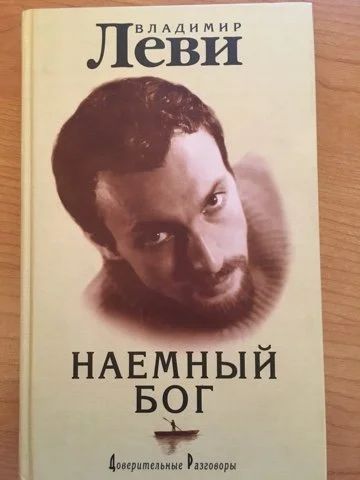 ВЛАДИМИР
Леви
НАЕМНЫЙ
БОГ
Доверительные Разговоры